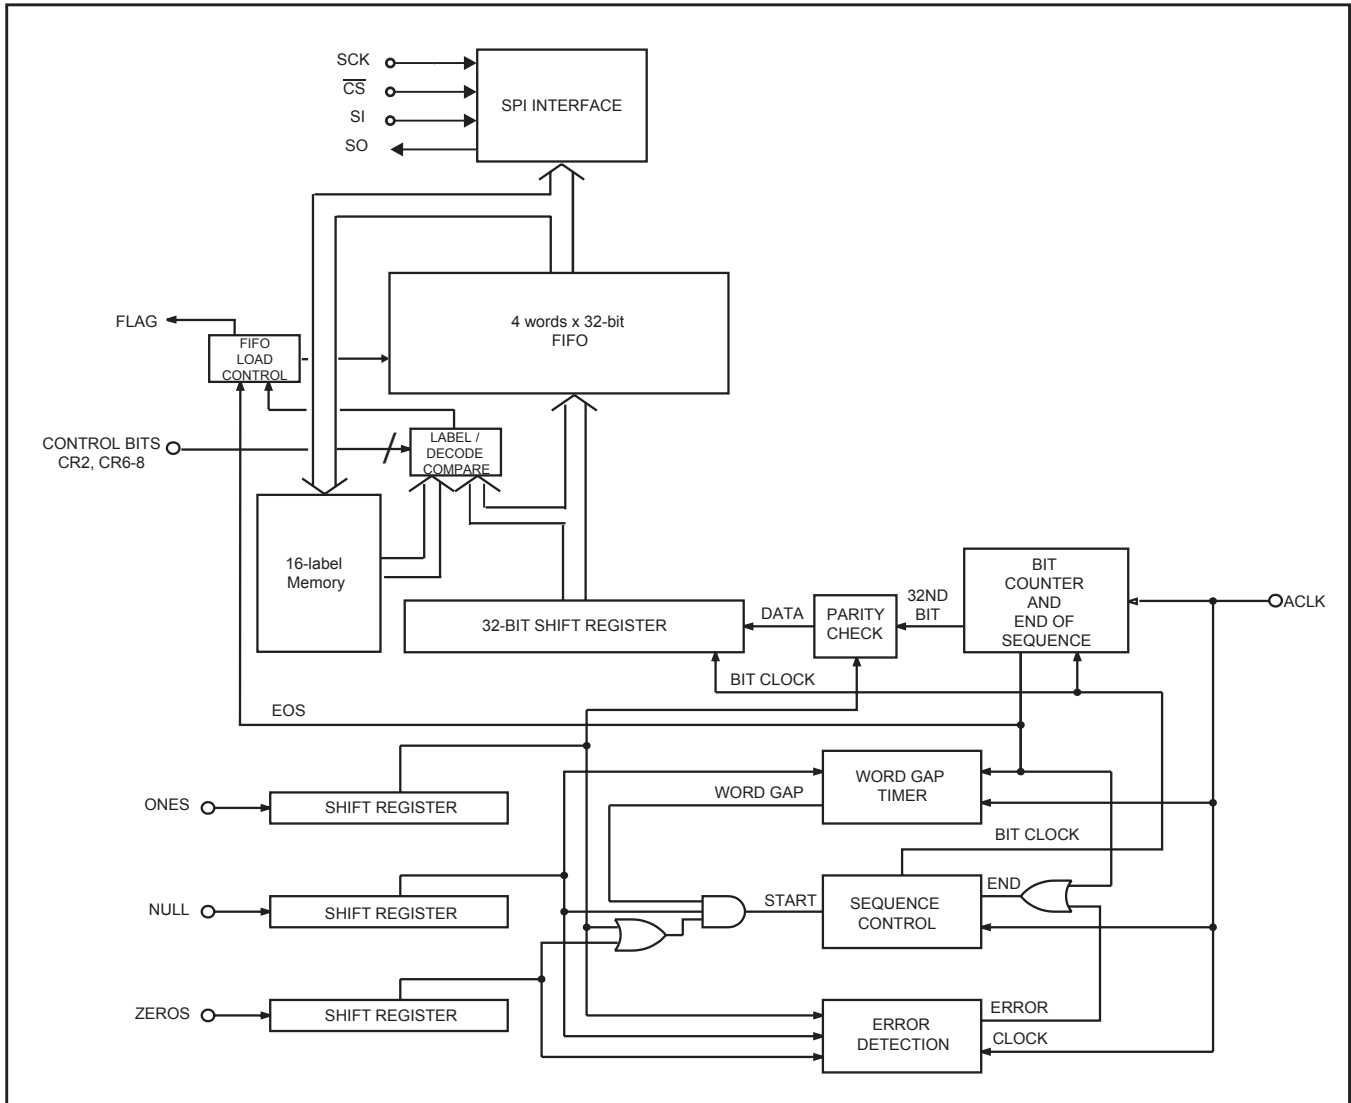 SCK
CS
SI
SO
SPI INTERFACE
4 words x 32-bit
FIFO
FLAG
FIFO
LOAD
CONTROL
CONTROL BITS
CR2, CR6-8
LABEL /
DECODE
COMPARE
16-label
Memory
32-BIT SHIFT REGISTER
DATA
PARITY
CHECK
32ND
BIT
BIT
COUNTER
AND
END OF
SEQUENCE
ACLK
BIT CLOCK
EOS
ONES
SHIFT REGISTER
WORD GAP
WORD GAP
TIMER
BIT CLOCK
NULL
SHIFT REGISTER
START
SEQUENCE
CONTROL
END
ZEROS
SHIFT REGISTER
ERROR
DETECTION
ERROR
CLOCK